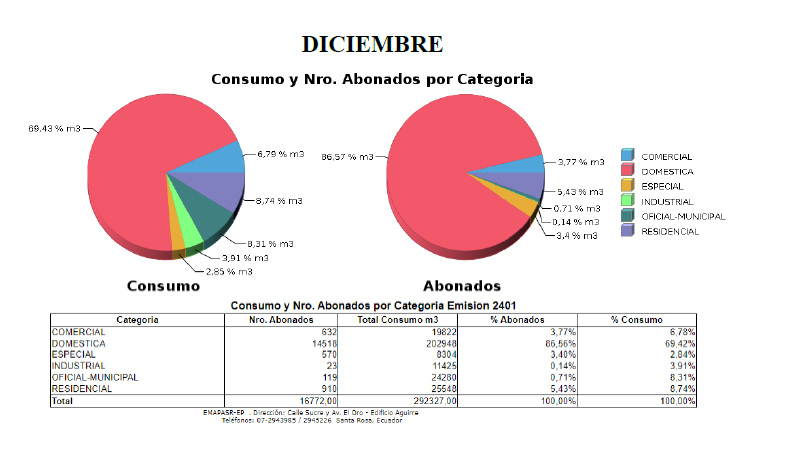 DICIEMBRE
Consumo y Nro. Abonados por Categoria
69.43 % m3
6,79 % m3
8,74 % m3
8,31 % m3
3,91 % m3
2.85 % m3
Consumo
86,57 % m3
3,77 % m3
5,43 % m3
0.71 % m3
0,14 % m3
3,4 % m3
Abonados
COMERCIAL
DOMESTICA
ESPECIAL
INDUSTRIAL
OFICIAL-MUNICIPAL
RESIDENCIAL
Consumo y Nro. Abonados por Categoria Emision 2401
Categoria Nro. Abonados Total Consumo m3 % Abonados % Consumo
COMERCIAL 632 19822 3,77% 6,78%
DOMESTICA 14518 202948 86,56% 69,42%
ESPECIAL 570 8304 3,40% 2,84%
INDUSTRIAL 23 11425 0,14% 3,91%
OFICIAL-MUNICIPAL 119 24280 0,71% 8,31%
RESIDENCIAL 910 25548 5,43% 8,74%
Total 16772,00 292327,00 100,00% 100,00%
EMAPASR-EP . Dirección: Calle Sucre y Av. El Oro - Edificio Aguirre
Teléfonos: 07-2943985 / 2945226 Santa Rosa, Ecuador